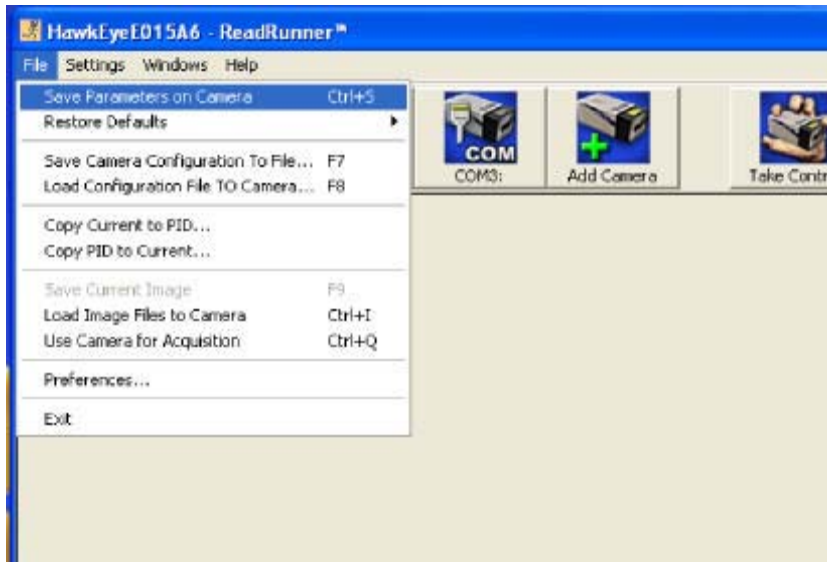 HawkEyeE015A6 - ReadRunner™
File Settings Windows Help
Save Parameters on Camera Ctrl+S
Restore Defaults
Save Camera Configuration To File... F7
Load Configuration File TO Camera... F8
Copy Current to PID...
Copy PID to Current...
Save Current Image F9
Load Image Files to Camera Ctrl+I
Use Camera for Acquisition Ctrl+Q
Preferences...
Exit
COM
COM3:
Add Camera
Take Contr